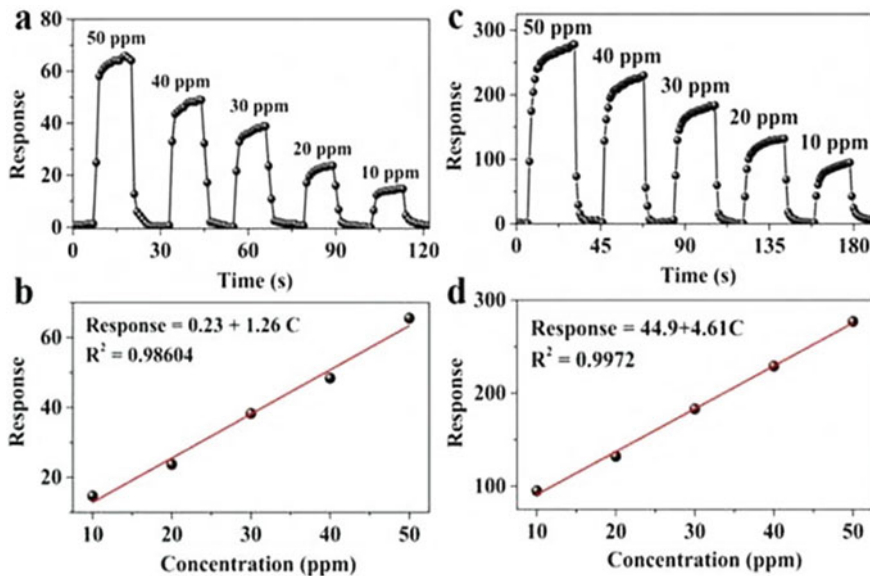 a
80
60
40
20
0
Response
50 ppm
40 ppm
30 ppm
20 ppm
10 ppm
0 30 60 90 120
Time (s)
c
300
200
100
0
Response
50 ppm
40 ppm
30 ppm
20 ppm
10 ppm
0 45 90 135 180
Time (s)
b
60
40
20
Response
Response = 0.23 + 1.26 C
R² = 0.98604
10 20 30 40 50
Concentration (ppm)
d
300
200
100
Response
Response = 44.9+4.61C
R² = 0.9972
10 20 30 40 50
Concentration (ppm)